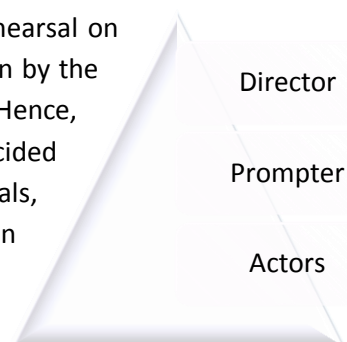 hearsal on
n by the
Hence,
cided
als,
n
Director
Prompter
Actors